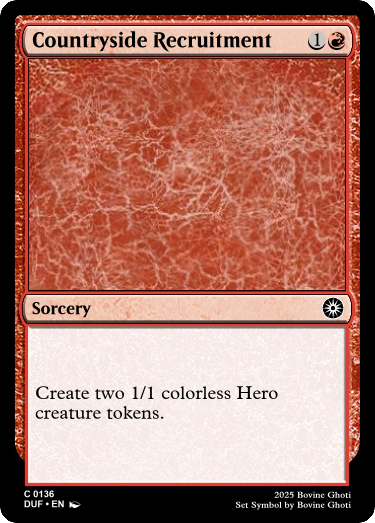 Countryside Recruitment 1
Sorcery
Create two 1/1 colorless Hero
creature tokens.
C 0136
DUF • EN
2025 Bovine Ghoti
Set Symbol by Bovine Ghoti